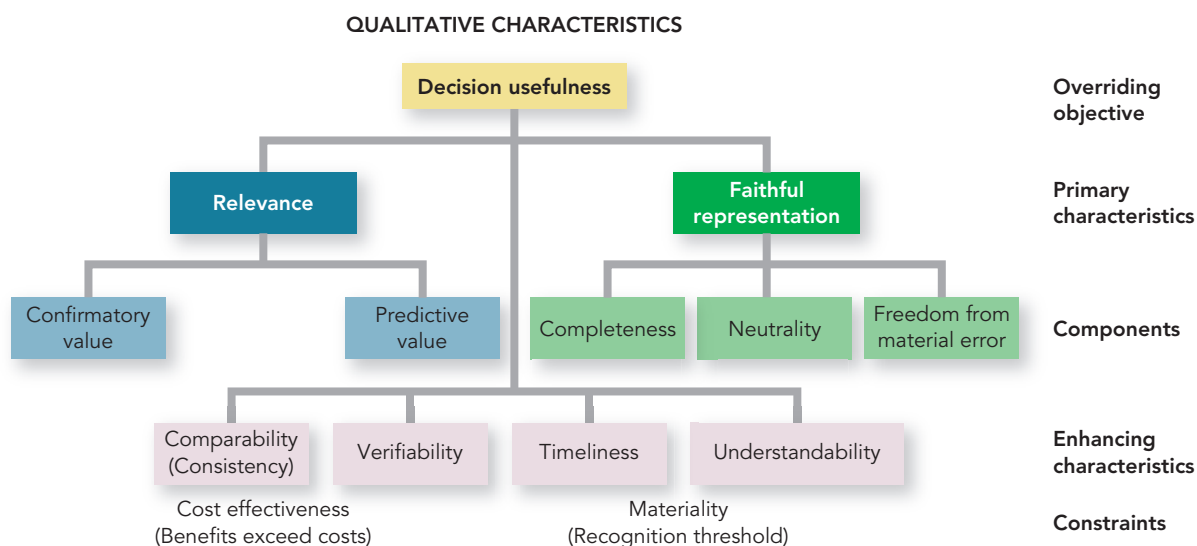 QUALITATIVE CHARACTERISTICS
Decision usefulness
Overriding
objective
Relevance
Faithful
representation
Primary
characteristics
Confirmatory
value
Predictive
value
Completeness
Neutrality
Freedom from
material error
Components
Comparability
(Consistency)
Verifiability
Timeliness
Understandability
Enhancing
characteristics
Cost effectiveness
(Benefits exceed costs)
Materiality
(Recognition threshold)
Constraints